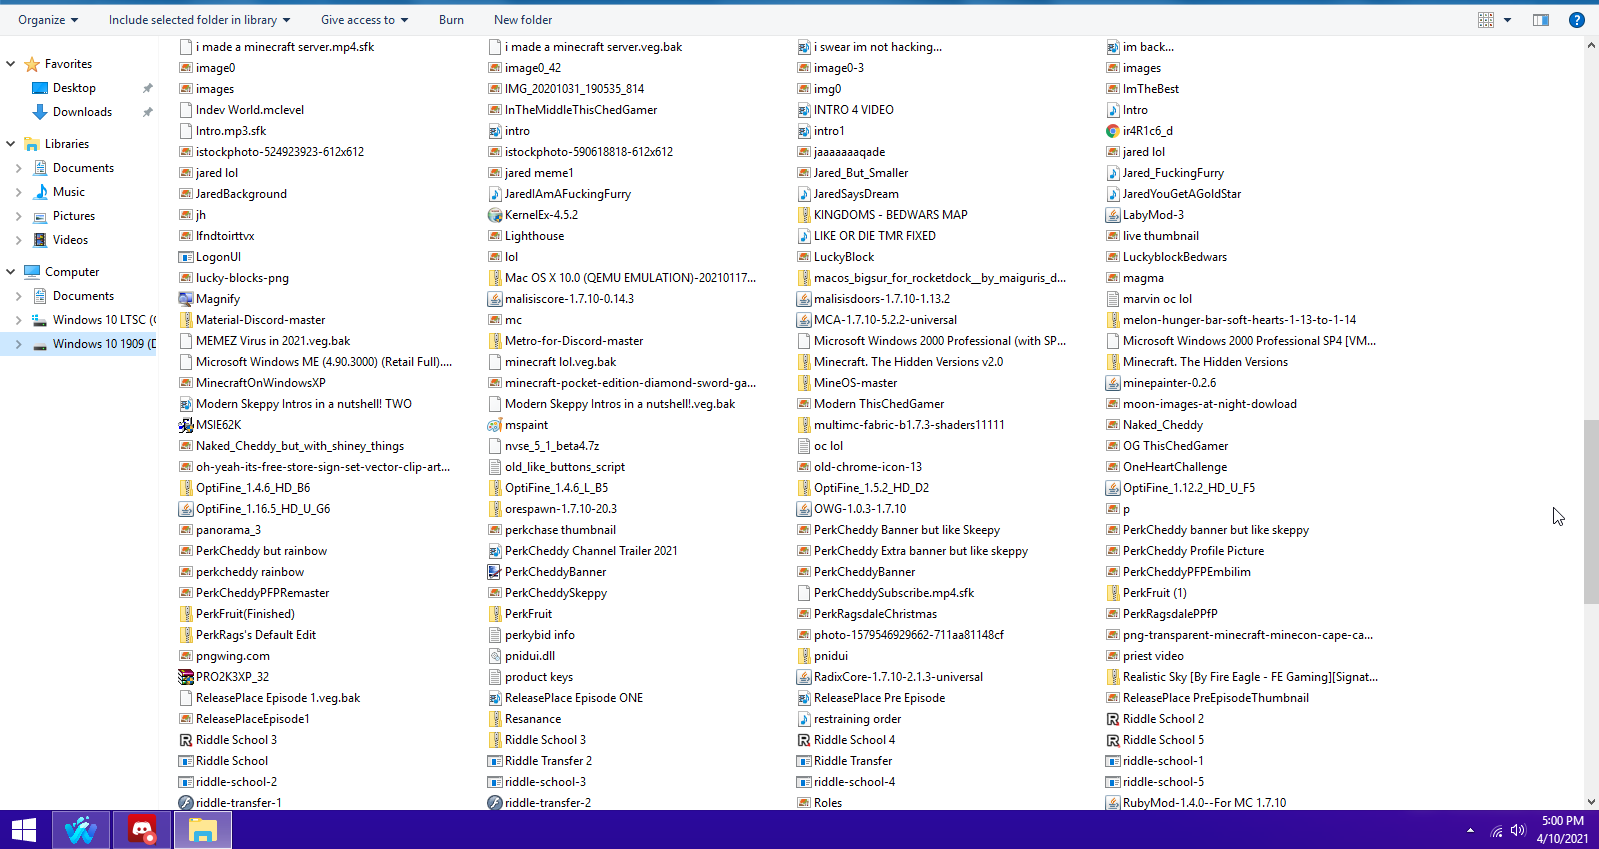 Organize Include selected folder in library Give access to Burn New folder
Favorites
Desktop
Downloads
Libraries
Documents
Music
Pictures
Videos
Computer
Documents
Windows 10 LTSC (
Windows 10 1909 (D
i made a minecraft server.mp4.sfk i made a minecraft server.veg.bak i swear im not hacking... im back...
image0 image0_42 image0-3 images
images IMG_20201031_190535_814 img0 ImTheBest
Indev World.mclevel InTheMiddleThisChedGamer INTRO 4 VIDEO Intro
Intro.mp3.sfk intro intro1 ir4R1c6_d
istockphoto-524923923-612x612 istockphoto-590618818-612x612 jaaaaaaaqade jared lol
jared lol jared meme1 Jared_But_Smaller Jared_FuckingFurry
JaredBackground JaredIAmAFuckingFurry JaredSaysDream JaredYouGetAGoldStar
jh KernelEx-4.5.2 KINGDOMS - BEDWARS MAP LabyMod-3
lfndtoirttvx Lighthouse LIKE OR DIE TMR FIXED live thumbnail
LogonUI lol LuckyBlock LuckyblockBedwars
lucky-blocks-png Mac OS X 10.0 (QEMU EMULATION)-20210117... macos_bigsur_for_rocketdock__by_maiguris_d... magma
Magnify malisiscore-1.7.10-0.14.3 malisisdoors-1.7.10-1.13.2 marvin oc lol
Material-Discord-master mc MCA-1.7.10-5.2.2-universal melon-hunger-bar-soft-hearts-1-13-to-1-14
MEMEZ Virus in 2021.veg.bak Metro-for-Discord-master Microsoft Windows 2000 Professional (with SP... Microsoft Windows 2000 Professional SP4 [VM...
Microsoft Windows ME (4.90.3000) (Retail Full).... minecraft lol.veg.bak Minecraft. The Hidden Versions v2.0 Minecraft. The Hidden Versions
MinecraftOnWindowsXP minecraft-pocket-edition-diamond-sword-ga... MineOS-master minepainter-0.2.6
Modern Skeppy Intros in a nutshell! TWO Modern Skeppy Intros in a nutshell!.veg.bak Modern ThisChedGamer moon-images-at-night-dowload
MSIE62K mspaint multimc-fabric-b1.7.3-shaders11111 Naked_Cheddy
Naked_Cheddy_but_with_shiney_things nvse_5_1_beta4.7z oc lol OG ThisChedGamer
oh-yeah-its-free-store-sign-set-vector-clip-art... old_like_buttons_script old-chrome-icon-13 OneHeartChallenge
OptiFine_1.4.6_HD_B6 OptiFine_1.4.6_L_B5 OptiFine_1.5.2_HD_D2 OptiFine_1.12.2_HD_U_F5
OptiFine_1.16.5_HD_U_G6 orespawn-1.7.10-20.3 OWG-1.0.3-1.7.10 p
panorama_3 perkchase thumbnail PerkCheddy Banner but like Skeepy PerkCheddy banner but like skeppy
PerkCheddy but rainbow PerkCheddy Channel Trailer 2021 PerkCheddy Extra banner but like skeppy PerkCheddy Profile Picture
perkcheddy rainbow PerkCheddyBanner PerkCheddyBanner PerkCheddyPFPEmbilim
PerkCheddyPFPRemaster PerkCheddySkeppy PerkCheddySubscribe.mp4.sfk PerkFruit (1)
PerkFruit(Finished) PerkFruit PerkRagsdaleChristmas PerkRagsdalePPfP
PerkRags's Default Edit perkybid info photo-1579546929662-711aa81148cf png-transparent-minecraft-minecon-cape-ca...
pngwing.com pnidui.dll pnidui priest video
PRO2K3XP_32 product keys RadixCore-1.7.10-2.1.3-universal Realistic Sky [By Fire Eagle - FE Gaming][Signat...
ReleasePlace Episode 1.veg.bak ReleasePlace Episode ONE ReleasePlace Pre Episode ReleasePlace PreEpisodeThumbnail
ReleasePlaceEpisode1 Resanance restraining order Riddle School 2
Riddle School 3 Riddle School 3 Riddle School 4 Riddle School 5
Riddle School Riddle Transfer 2 Riddle Transfer riddle-school-1
riddle-school-2 riddle-school-3 riddle-school-4 riddle-school-5
riddle-transfer-1 riddle-transfer-2 Roles RubyMod-1.4.0--For MC 1.7.10
5:00 PM
4/10/2021